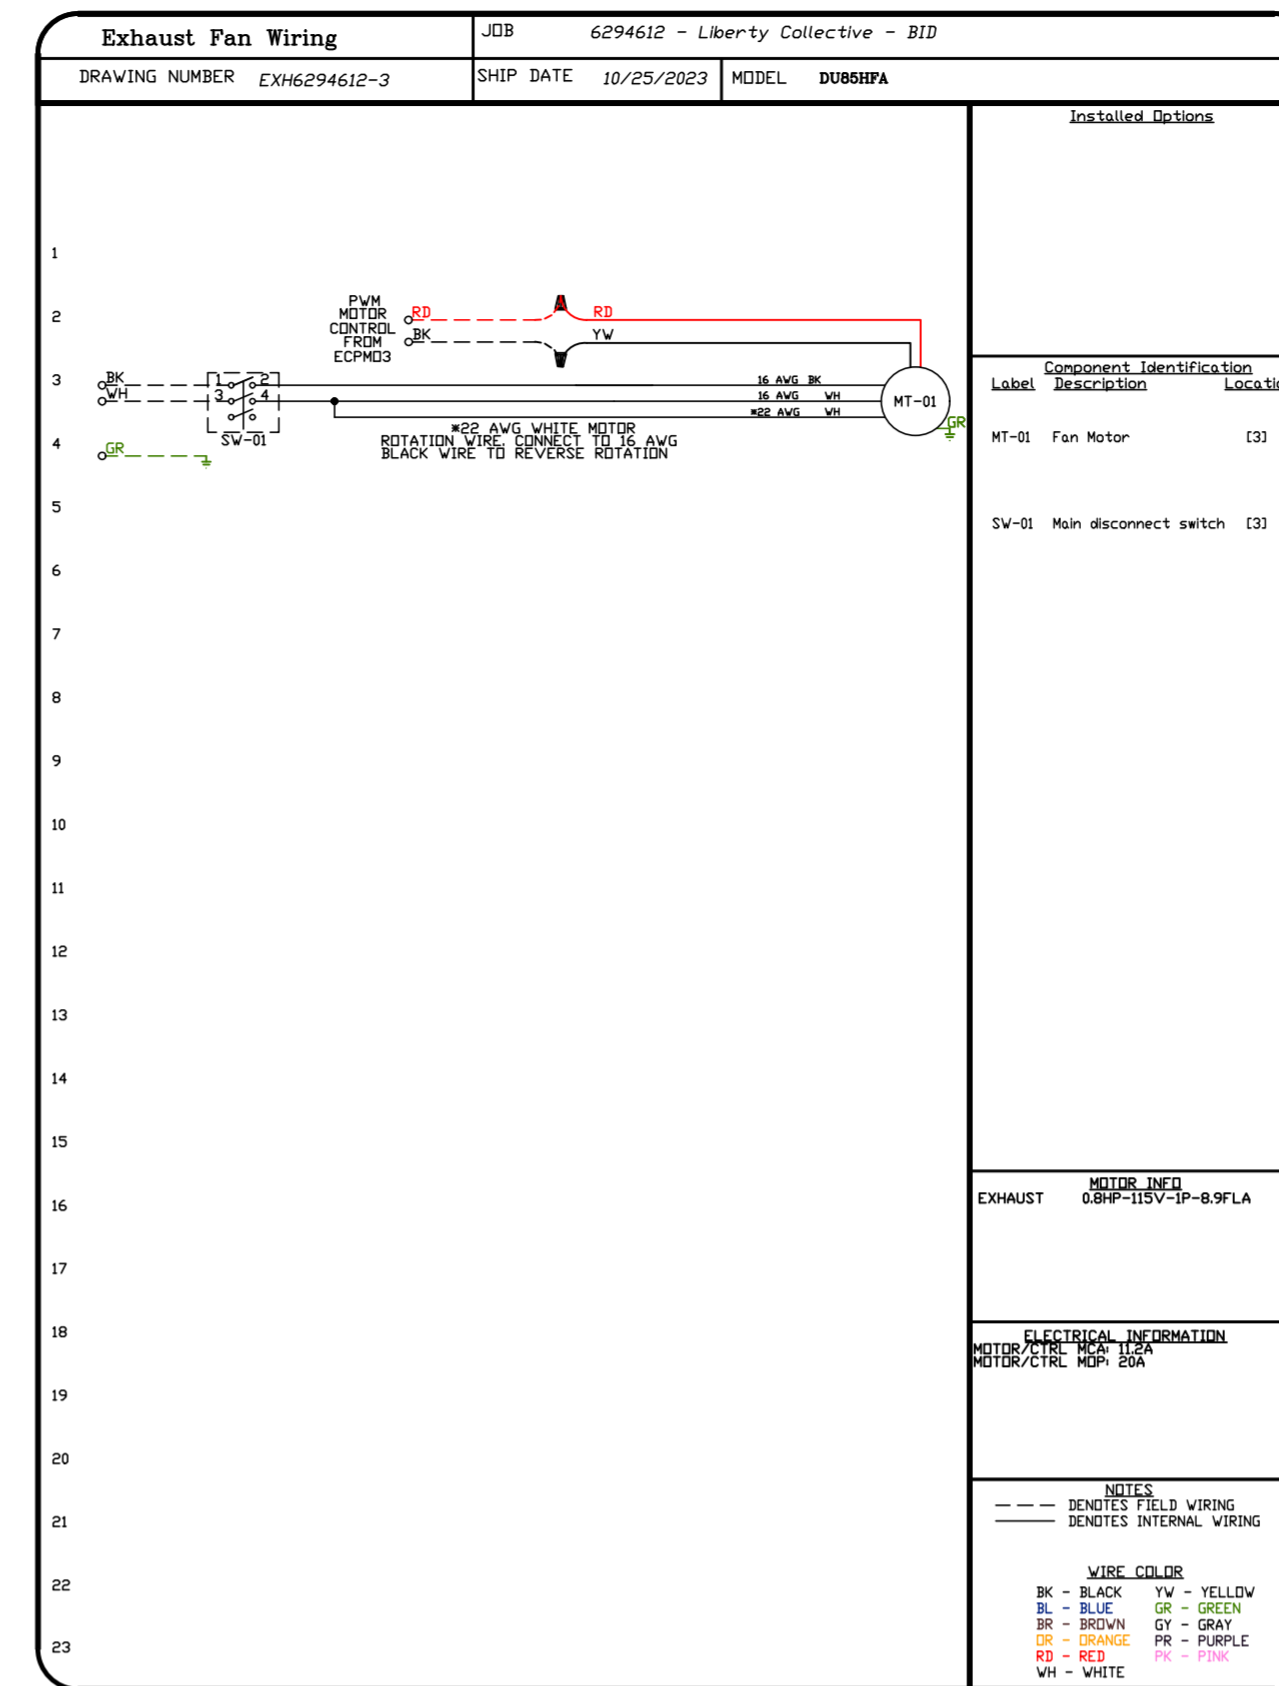 Exhaust Fan Wiring
JOB 6294612 - Liberty Collective - BID
DRAWING NUMBER EXH6294612-3
SHIP DATE 10/25/2023
MODEL DU85HFA
Installed Options
1
2
3
4
5
6
7
8
9
10
11
12
13
14
15
16
17
18
19
20
21
22
23
PWM
MOTOR
CONTROL
FROM
ECPM03
RD
BK
RD
YW
BK
WH
1 2
3 4
SW-01
GR
16 AWG BK
16 AWG WH
*22 AWG WH
MT-01
GR
*22 AWG WHITE MOTOR
ROTATION WIRE. CONNECT TO 16 AWG
BLACK WIRE TO REVERSE ROTATION
Component Identification
Label Description Locatio
MT-01 Fan Motor [3]
SW-01 Main disconnect switch [3]
MOTOR INFO
EXHAUST 0.8HP-115V-1P-8.9FLA
ELECTRICAL INFORMATION
MOTOR/CTRL MCA: 11.2A
MOTOR/CTRL MOP: 20A
NOTES
DENOTES FIELD WIRING
DENOTES INTERNAL WIRING
WIRE COLOR
BK - BLACK YW - YELLOW
BL - BLUE GR - GREEN
BR - BROWN GY - GRAY
OR - ORANGE PR - PURPLE
RD - RED PK - PINK
WH - WHITE